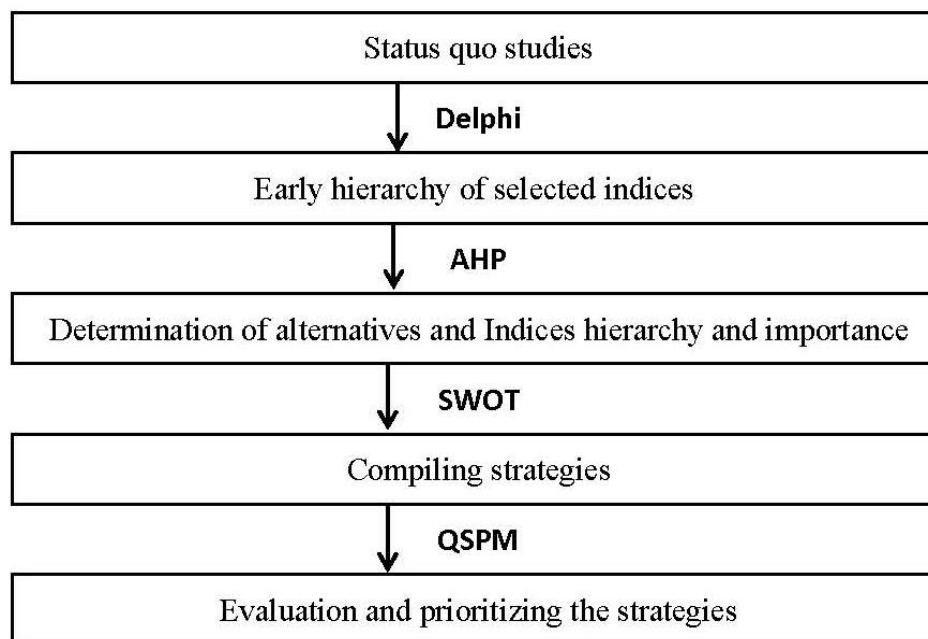 Status quo studies
Delphi
Early hierarchy of selected indices
AHP
Determination of alternatives and Indices hierarchy and importance
SWOT
Compiling strategies
QSPM
Evaluation and prioritizing the strategies